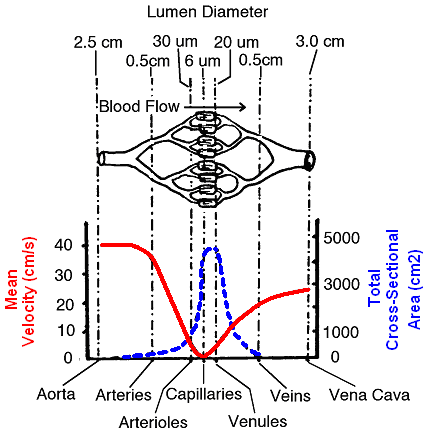 Lumen Diameter
30 um 20 um
2.5 cm 3.0 cm
0.5cm 6 um 0.5cm
Blood Flow
Mean
Velocity (cm/s)
40
30
20
10
0
5000
3000
1000
0
Total
Cross-Sectional
Area (cm2)
Aorta Arteries Capillaries Veins Vena Cava
Arterioles Venules